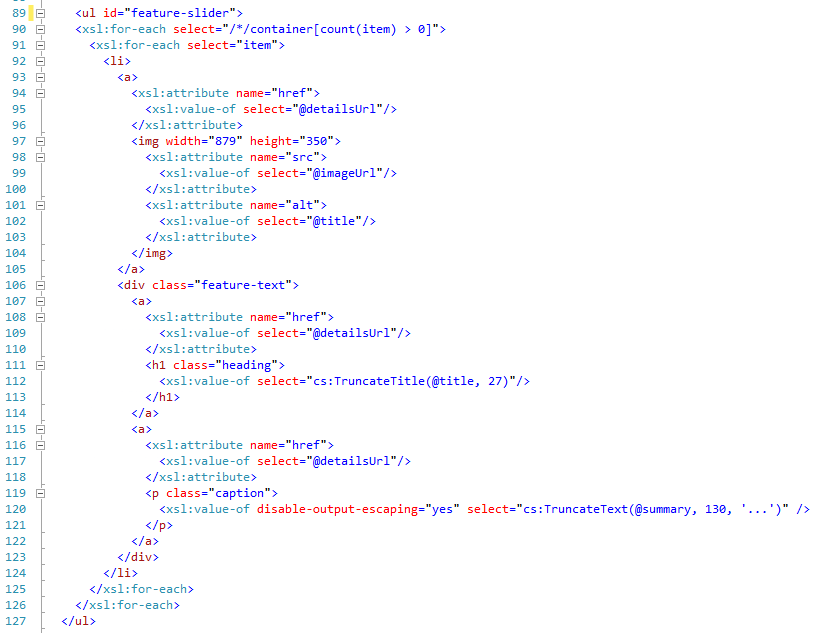 89 <ul id="feature-slider">
90 <xsl:for-each select="/*/container[count(item) > 0]">
91 <xsl:for-each select="item">
92 <li>
93 <a>
94 <xsl:attribute name="href">
95 <xsl:value-of select="@detailsUrl"/>
96 </xsl:attribute>
97 <img width="879" height="350">
98 <xsl:attribute name="src">
99 <xsl:value-of select="@imageUrl"/>
100 </xsl:attribute>
101 <xsl:attribute name="alt">
102 <xsl:value-of select="@title"/>
103 </xsl:attribute>
104 </img>
105 </a>
106 <div class="feature-text">
107 <a>
108 <xsl:attribute name="href">
109 <xsl:value-of select="@detailsUrl"/>
110 </xsl:attribute>
111 <h1 class="heading">
112 <xsl:value-of select="cs:TruncateTitle(@title, 27)"/>
113 </h1>
114 </a>
115 <a>
116 <xsl:attribute name="href">
117 <xsl:value-of select="@detailsUrl"/>
118 </xsl:attribute>
119 <p class="caption">
120 <xsl:value-of disable-output-escaping="yes" select="cs:TruncateText(@summary, 130, '...')" />
121 </p>
122 </a>
123 </div>
124 </li>
125 </xsl:for-each>
126 </xsl:for-each>
127 </ul>